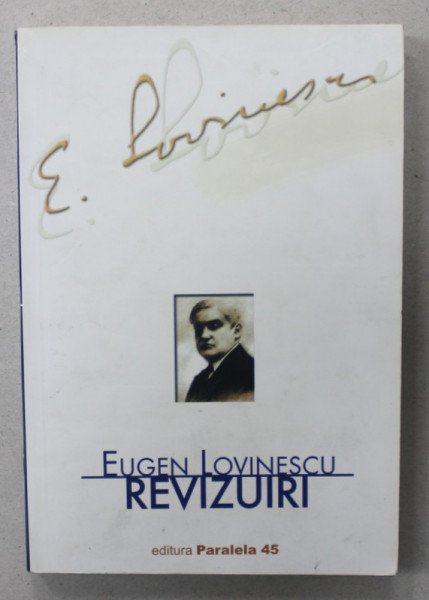 E. Lovinescu
EUGEN LOVINESCU
REVIZUIRI
editura Paralela 45